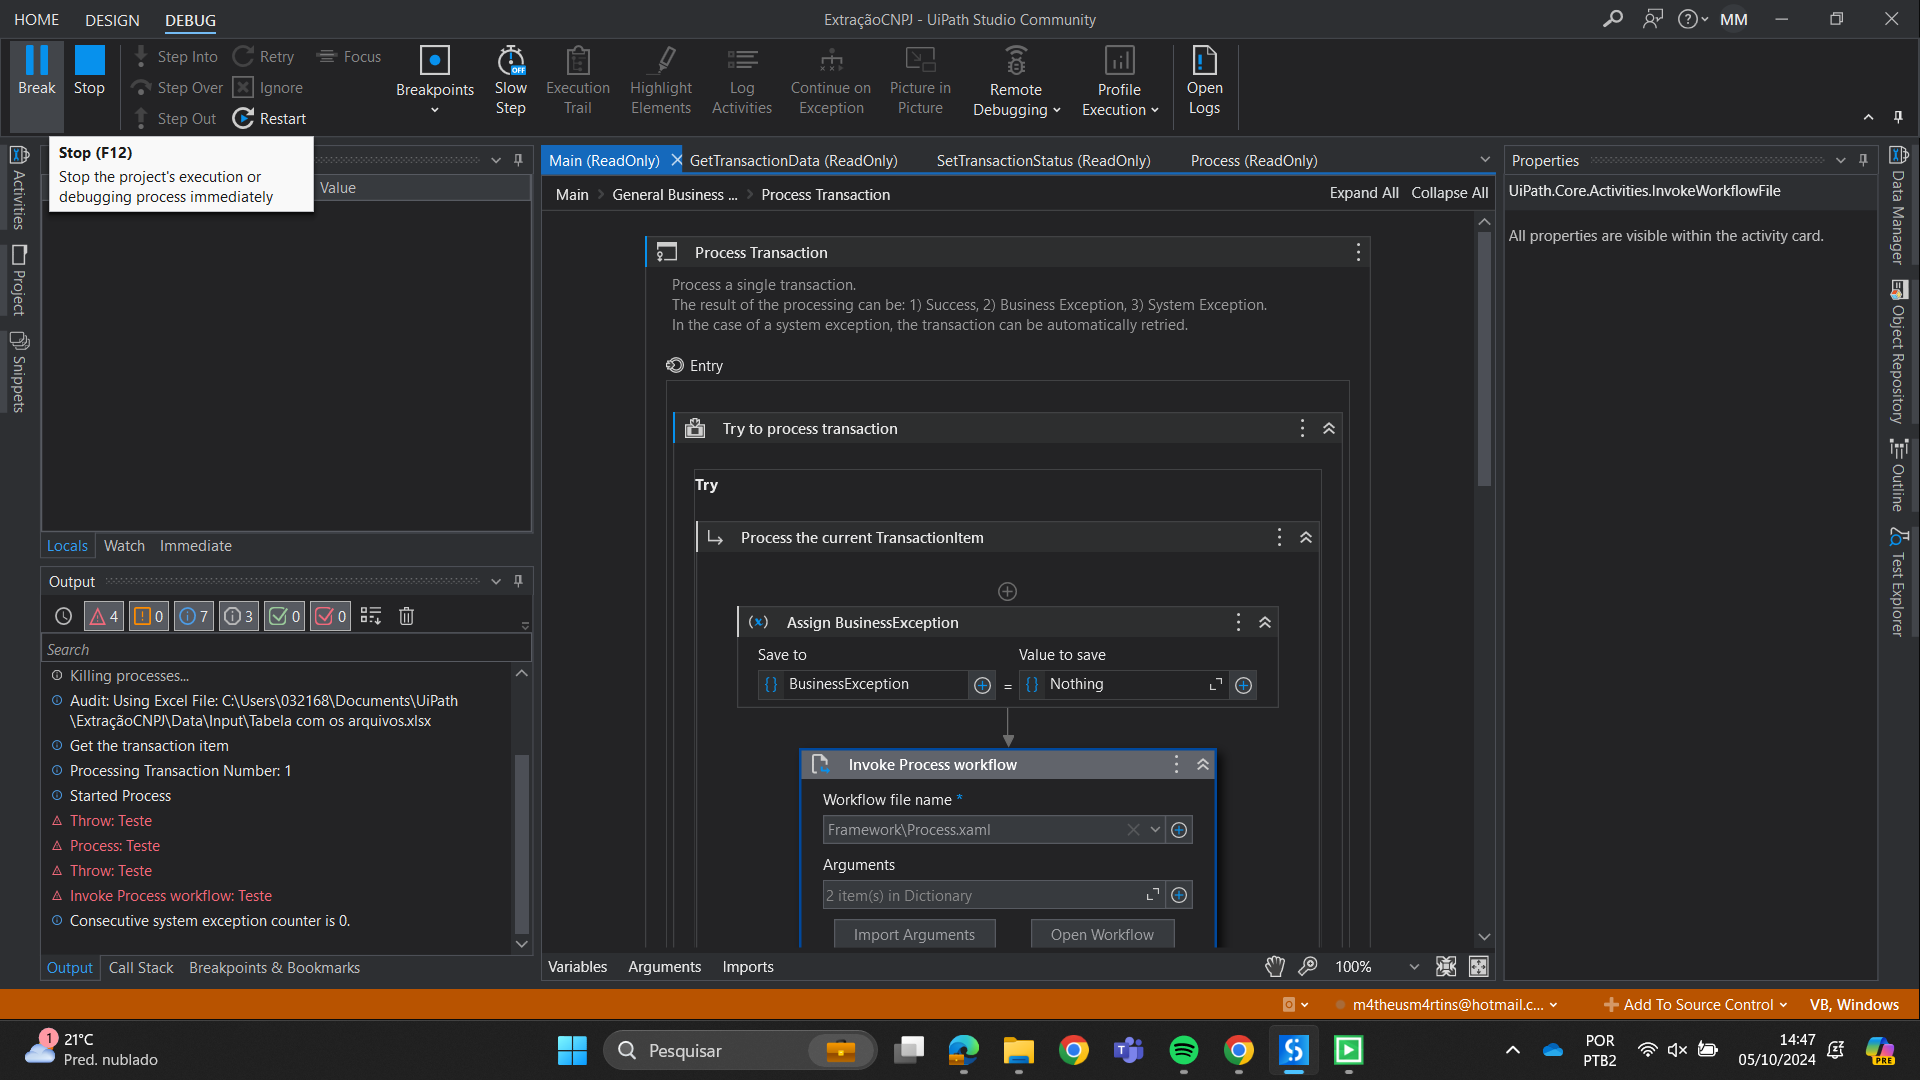 HOME DESIGN DEBUG
ExtraçãoCNPJ - UiPath Studio Community
MM
Break
Stop
Step Into
Step Over
Step Out
Retry
Ignore
Restart
Focus
Breakpoints
OFF
Slow
Step
Execution
Trail
Highlight
Elements
Log
Activities
Continue on
Exception
Picture in
Picture
Remote
Debugging
Profile
Execution
Open
Logs
Stop (F12)
Stop the project's execution or
debugging process immediately
Value
Activities
Project
Snippets
Locals Watch Immediate
Output
4 0 7 3 0 0
Search
Killing processes...
Audit: Using Excel File: C:\Users\032168\Documents\UiPath
\ExtraçãoCNPJ\Data\Input\Tabela com os arquivos.xlsx
Get the transaction item
Processing Transaction Number: 1
Started Process
Throw: Teste
Process: Teste
Throw: Teste
Invoke Process workflow: Teste
Consecutive system exception counter is 0.
Output Call Stack Breakpoints & Bookmarks
Main (ReadOnly) GetTransactionData (ReadOnly) SetTransactionStatus (ReadOnly) Process (ReadOnly)
Main General Business ... Process Transaction
Expand All Collapse All
Process Transaction
Process a single transaction.
The result of the processing can be: 1) Success, 2) Business Exception, 3) System Exception.
In the case of a system exception, the transaction can be automatically retried.
Entry
Try to process transaction
Try
Process the current TransactionItem
(x) Assign BusinessException
Save to Value to save
{} BusinessException = {} Nothing
Invoke Process workflow
Workflow file name *
Framework\Process.xaml
Arguments
2 item(s) in Dictionary
Import Arguments Open Workflow
Variables Arguments Imports
100%
Properties
UiPath.Core.Activities.InvokeWorkflowFile
All properties are visible within the activity card.
Data Manager
Object Repository
Outline
Test Explorer
m4theusm4rtins@hotmail.c...
Add To Source Control
VB, Windows
1
21°C
Pred. nublado
Pesquisar
POR
PTB2
14:47
05/10/2024
PRE